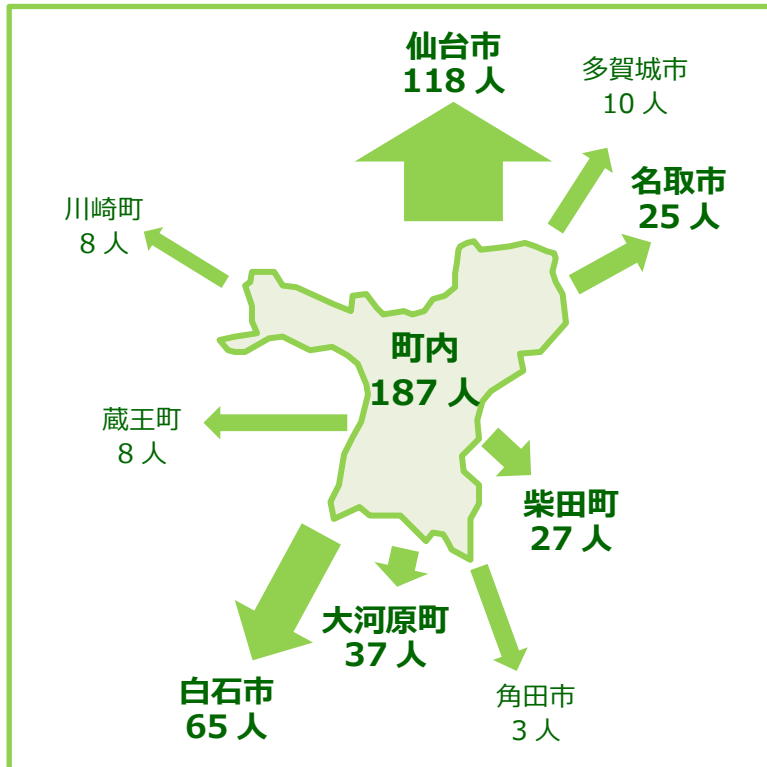 仙台市
118 人
多賀城市
10 人
名取市
25 人
川崎町
8 人
町内
187 人
蔵王町
8 人
柴田町
27 人
大河原町
37 人
白石市
65 人
角田市
3 人